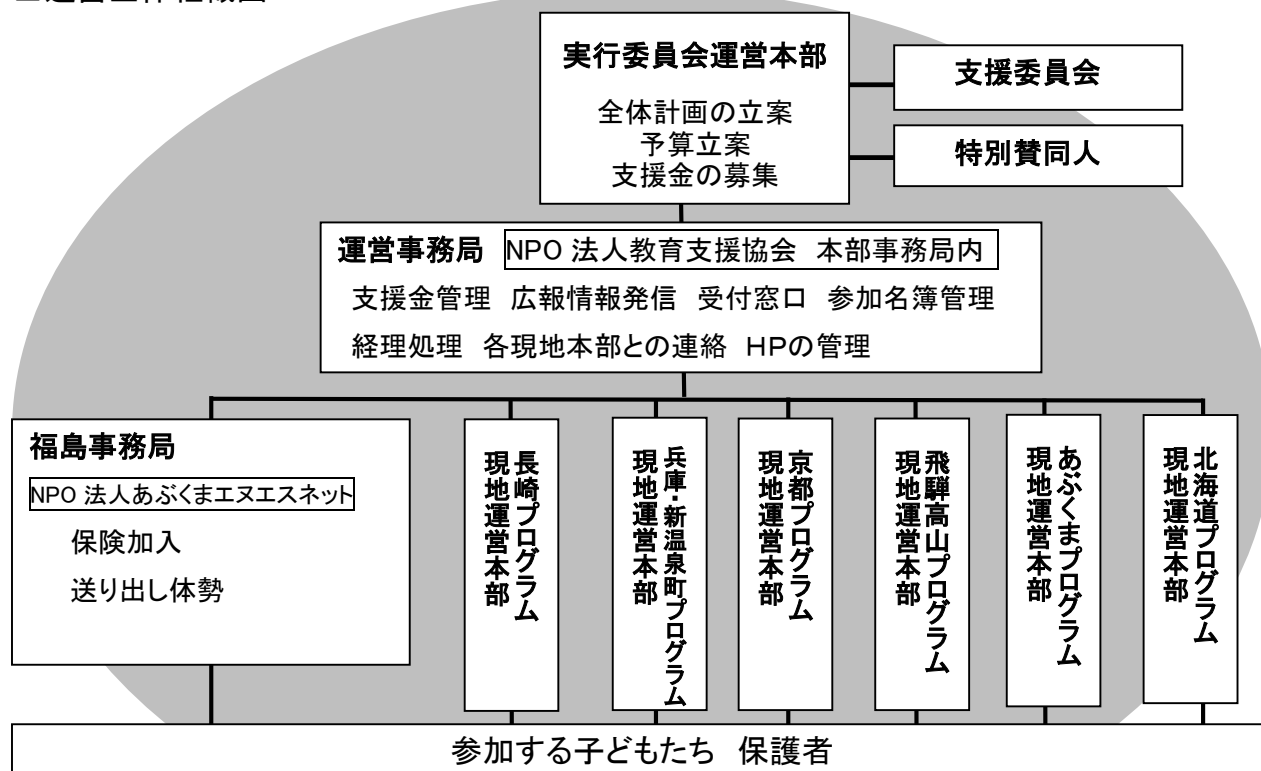 実行委員会運営本部
全体計画の立案
予算立案
支援金の募集
支援委員会
特別賛同人
運営事務局 NPO 法人教育支援協会 本部事務局内
支援金管理 広報情報発信 受付窓口 参加名簿管理
経理処理 各現地本部との連絡 HPの管理
福島事務局
NPO 法人あぶくまエヌエスネット
保険加入
送り出し体勢
長崎プログラム
現地運営本部
兵庫・新温泉町プログラム
現地運営本部
京都プログラム
現地運営本部
飛騨高山プログラム
現地運営本部
あぶくまプログラム
現地運営本部
北海道プログラム
現地運営本部
参加する子どもたち 保護者